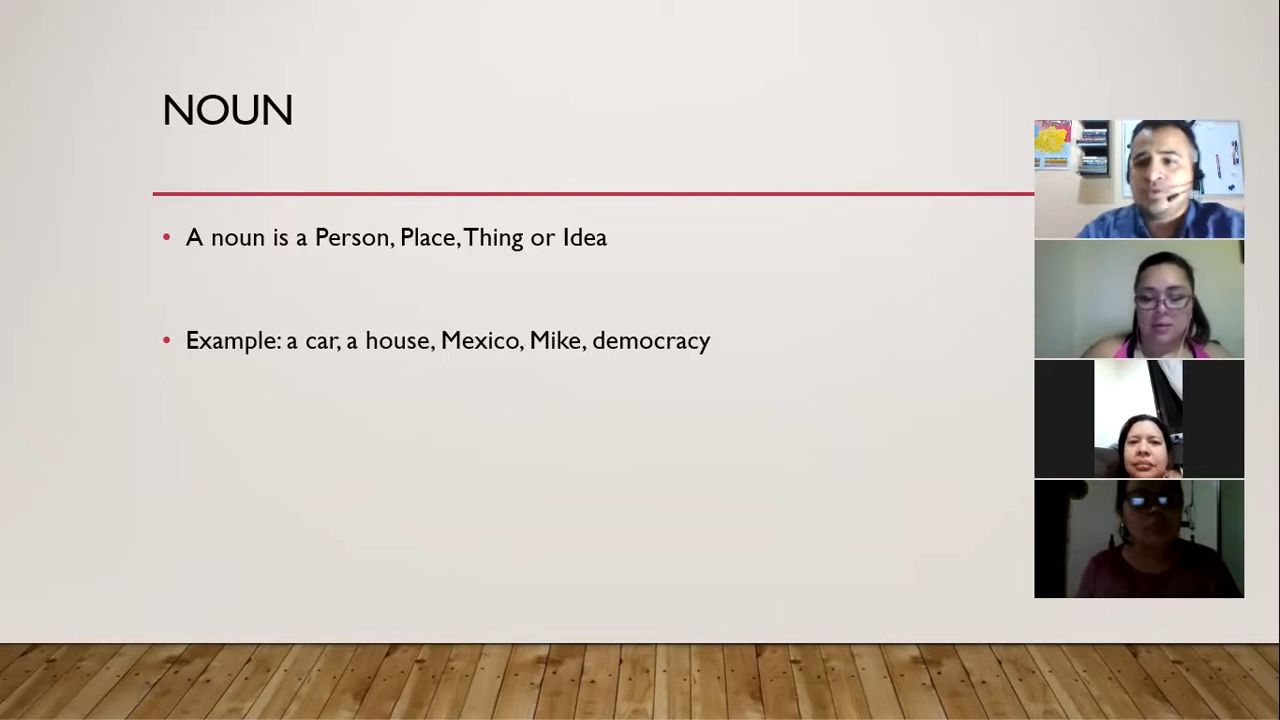 NOUN
A noun is a Person, Place, Thing or Idea
Example: a car, a house, Mexico, Mike, democracy